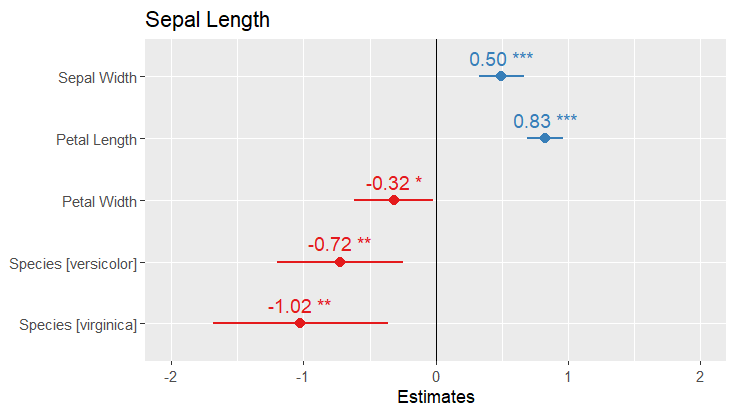 Sepal Length
Sepal Width
0.50 ***
Petal Length
0.83 ***
Petal Width
-0.32 *
Species [versicolor]
-0.72 **
Species [virginica]
-1.02 **
-2 -1 0 1 2
Estimates